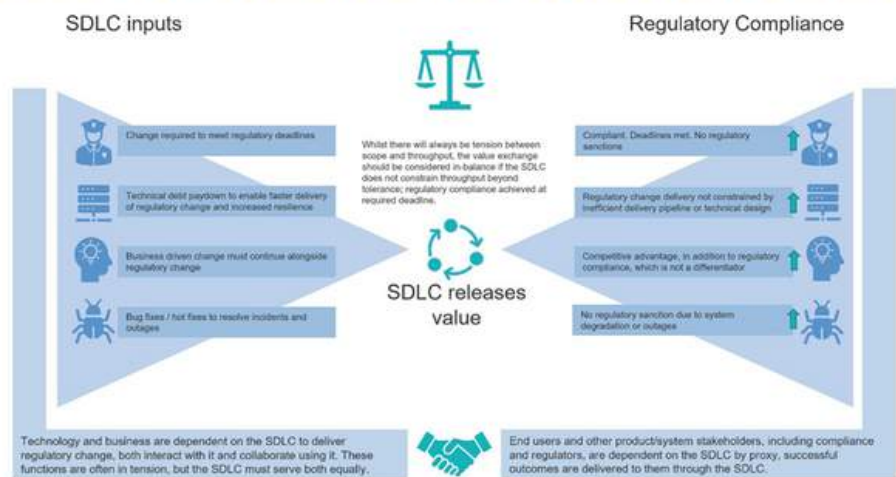 SDLC inputs
Regulatory Compliance
Change required to meet regulatory deadlines
Technical debt paydown to enable faster delivery
of regulatory change and increased resilience
Business driven change must continue alongside
regulatory change
Bug fixes / hot fixes to resolve incidents and
outages
Whilst there will always be tension between
scope and throughput, the value exchange
should be considered in-balance if the SDLC
does not constrain throughput beyond
tolerance; regulatory compliance achieved at
required deadline.
SDLC releases
value
Compliant. Deadlines met. No regulatory
sanctions
Regulatory change delivery not constrained by
inefficient delivery pipeline or technical design
Competitive advantage, in addition to regulatory
compliance, which is not a differentiator
No regulatory sanction due to system
degradation or outages
Technology and business are dependent on the SDLC to deliver
regulatory change, both interact with it and collaborate using it. These
functions are often in tension, but the SDLC must serve both equally.
End users and other product/system stakeholders, including compliance
and regulators, are dependent on the SDLC by proxy, successful
outcomes are delivered to them through the SDLC.